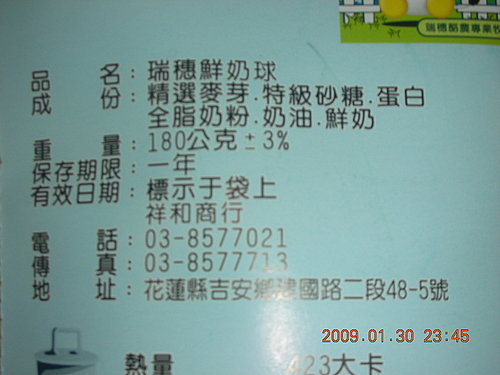 瑞穗酪農專業牧
品 名：瑞穗鮮奶球
成 份：精選麥芽.特級砂糖.蛋白
全脂奶粉.奶油.鮮奶
重 量：180公克±3%
保存期限：一年
有效日期：標示于袋上
祥和商行
電 話：03-8577021
傳 真：03-8577713
地 址：花蓮縣吉安鄉建國路二段48-5號
2009.01.30 23:45
熱量 423大卡